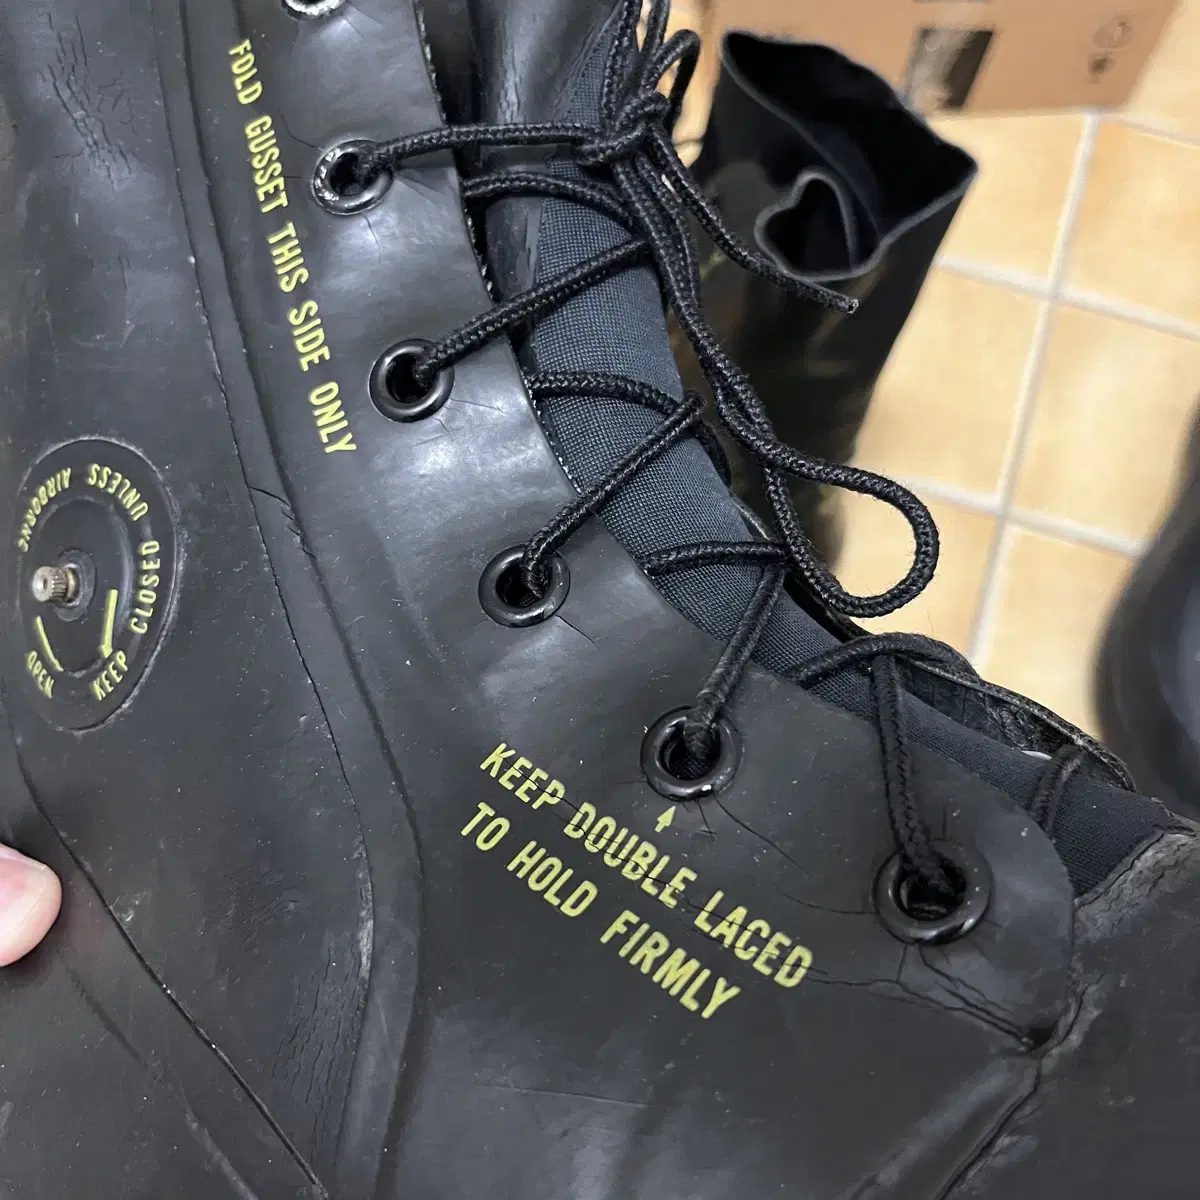 FOLD GUSSET THIS SIDE ONLY
KEEP CLOSED UNLESS AIRBORNE
OPEN
KEEP DOUBLE LACED
TO HOLD FIRMLY